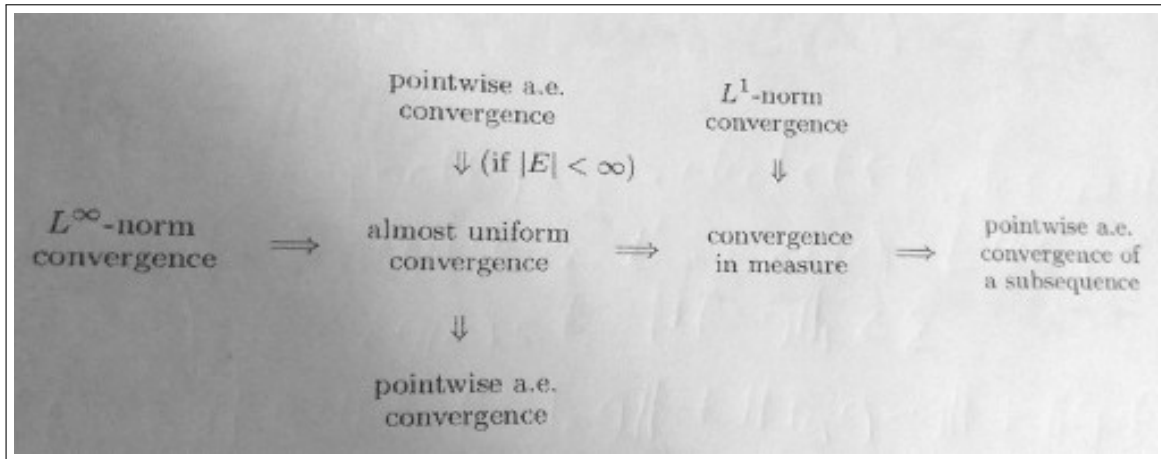 pointwise a.e.
convergence
L¹-norm
convergence
⇓ (if |E| < ∞)
⇓
L^∞-norm
convergence
⟹
almost uniform
convergence
⟹
convergence
in measure
⟹
pointwise a.e.
convergence of
a subsequence
⇓
pointwise a.e.
convergence